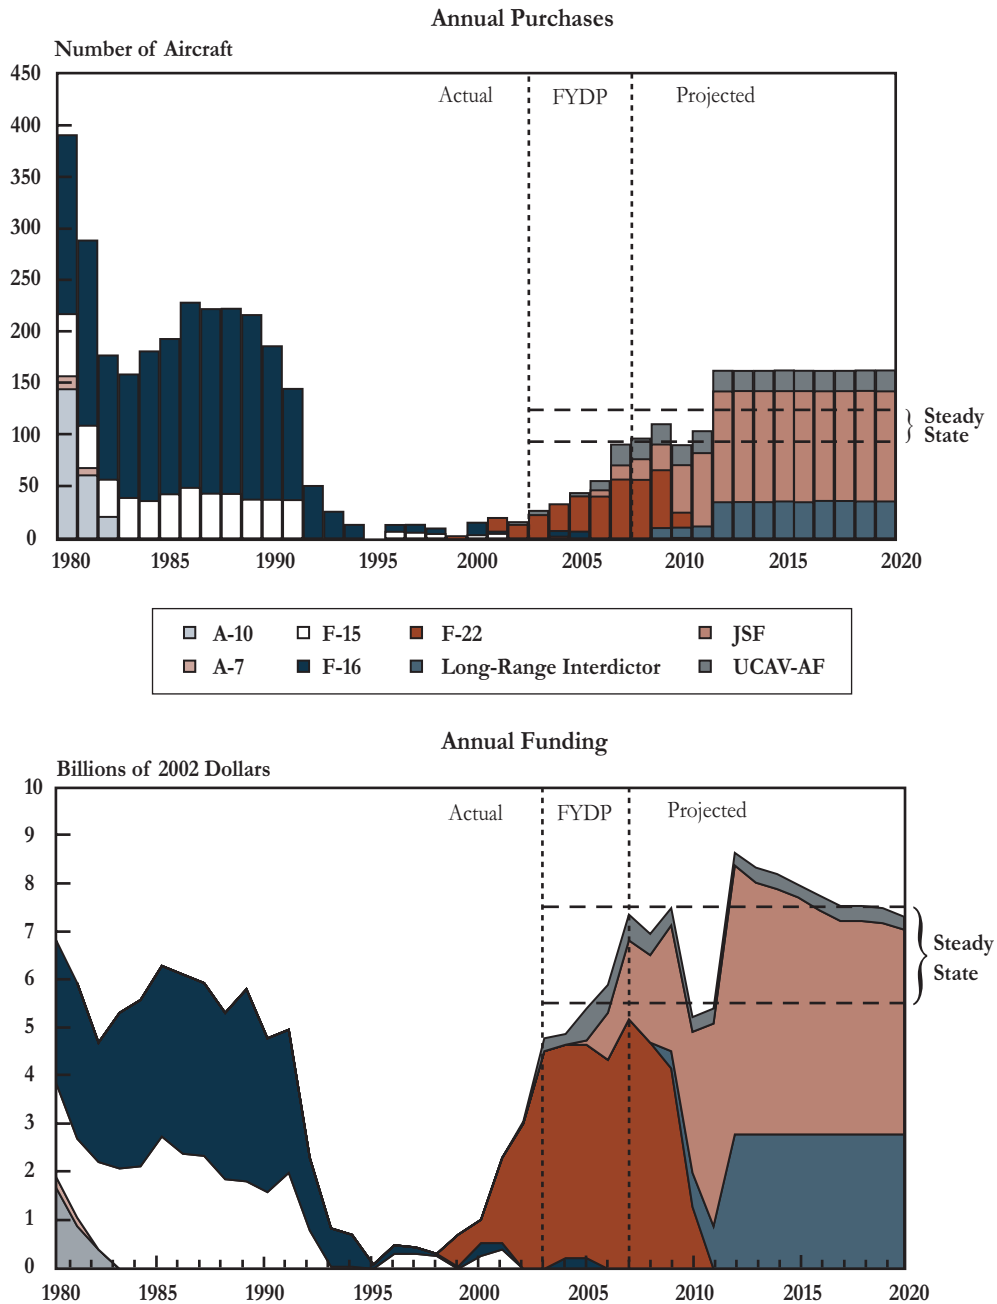 Annual Purchases
Number of Aircraft
450
400
350
300
250
200
150
100
50
0
Actual
FYDP
Projected
Steady
State
1980
1985
1990
1995
2000
2005
2010
2015
2020
A-10
F-15
F-22
JSF
A-7
F-16
Long-Range Interdictor
UCAV-AF
Annual Funding
Billions of 2002 Dollars
10
9
8
7
6
5
4
3
2
1
0
Actual
FYDP
Projected
Steady
State
1980
1985
1990
1995
2000
2005
2010
2015
2020